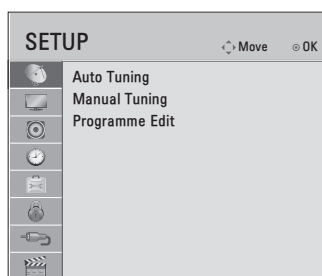 SETUP
Move
OK
Auto Tuning
Manual Tuning
Programme Edit